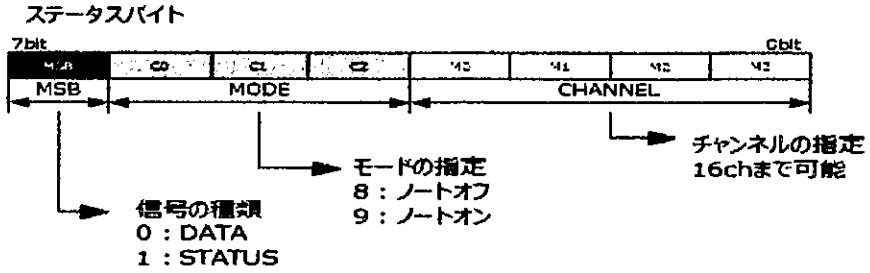 ステータスバイト
7bit 0bit
MSB C0 C1 C2 M0 M1 M2
MSB MODE CHANNEL
チャンネルの指定
16chまで可能
モードの指定
8：ノートオフ
9：ノートオン
信号の種類
0：DATA
1：STATUS